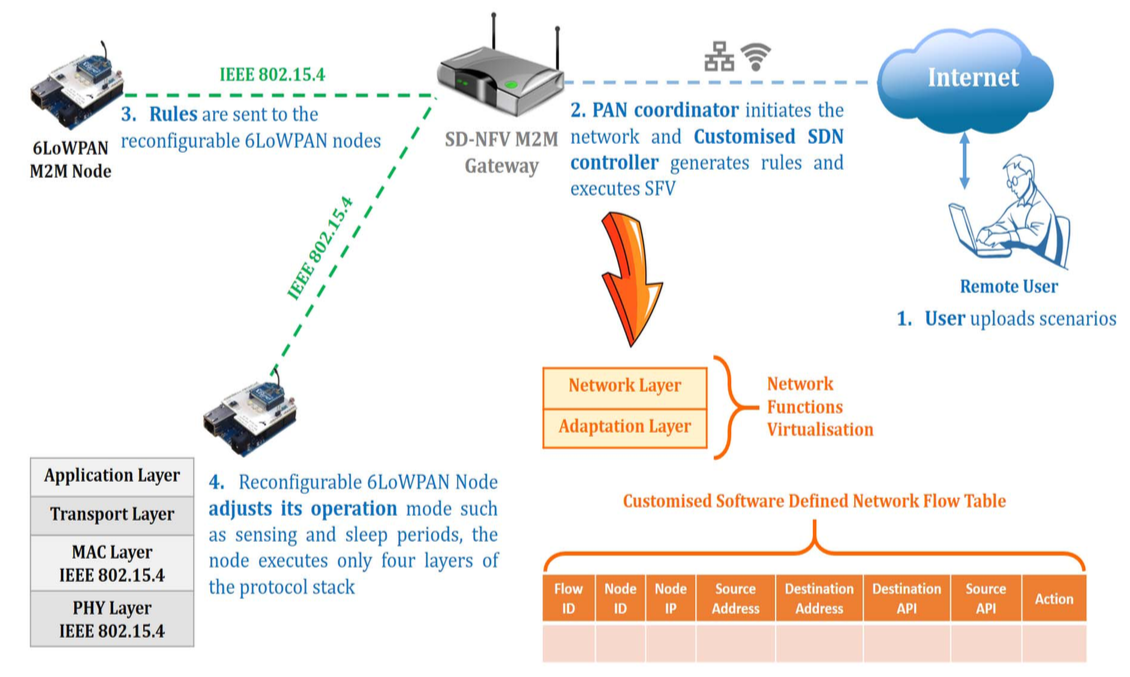 IEEE 802.15.4
Internet
3. Rules are sent to the
reconfigurable 6LoWPAN nodes
6LoWPAN
M2M Node
SD-NFV M2M
Gateway
2. PAN coordinator initiates the
network and Customised SDN
controller generates rules and
executes SFV
IEEE 802.15.4
Remote User
1. User uploads scenarios
Network Layer
Adaptation Layer
Network
Functions
Virtualisation
Application Layer
Transport Layer
MAC Layer
IEEE 802.15.4
PHY Layer
IEEE 802.15.4
4. Reconfigurable 6LoWPAN Node
adjusts its operation mode such
as sensing and sleep periods, the
node executes only four layers of
the protocol stack
Customised Software Defined Network Flow Table
Flow ID
Node ID
Node IP
Source Address
Destination Address
Destination API
Source API
Action